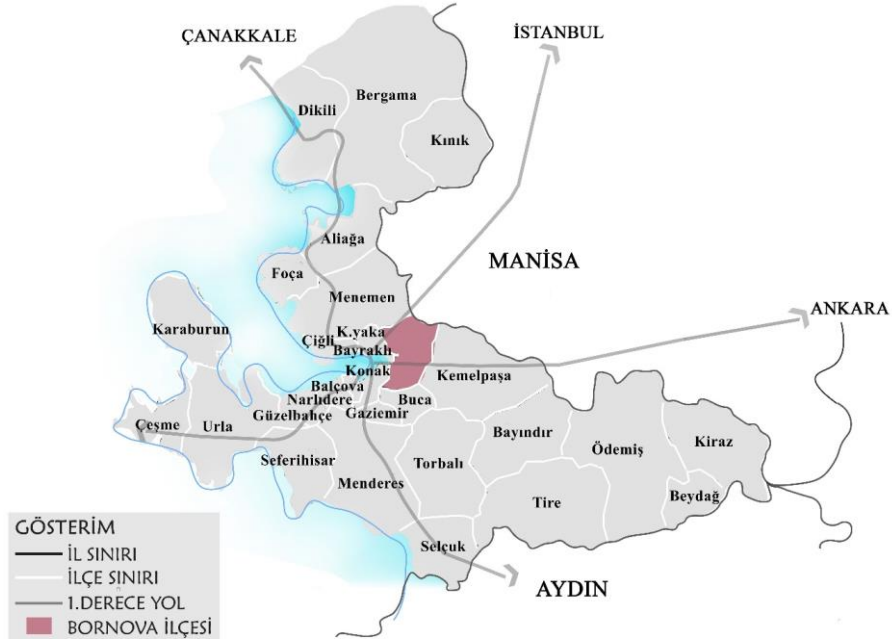 ÇANAKKALE
İSTANBUL
Bergama
Dikili
Kınık
Aliağa
MANİSA
Foça
Menemen
ANKARA
Karaburun
K.yaka
Çiğli
Bayraklı
Konak
Kemelpaşa
Balçova
Narlıdere
Buca
Güzelbahçe
Gaziemir
Çeşme
Urla
Bayındır
Ödemiş
Kiraz
Seferihisar
Torbalı
Menderes
Tire
Beydağ
Selçuk
AYDIN
GÖSTERİM
İL SINIRI
İLÇE SINIRI
1.DERECE YOL
BORNOVA İLÇESİ